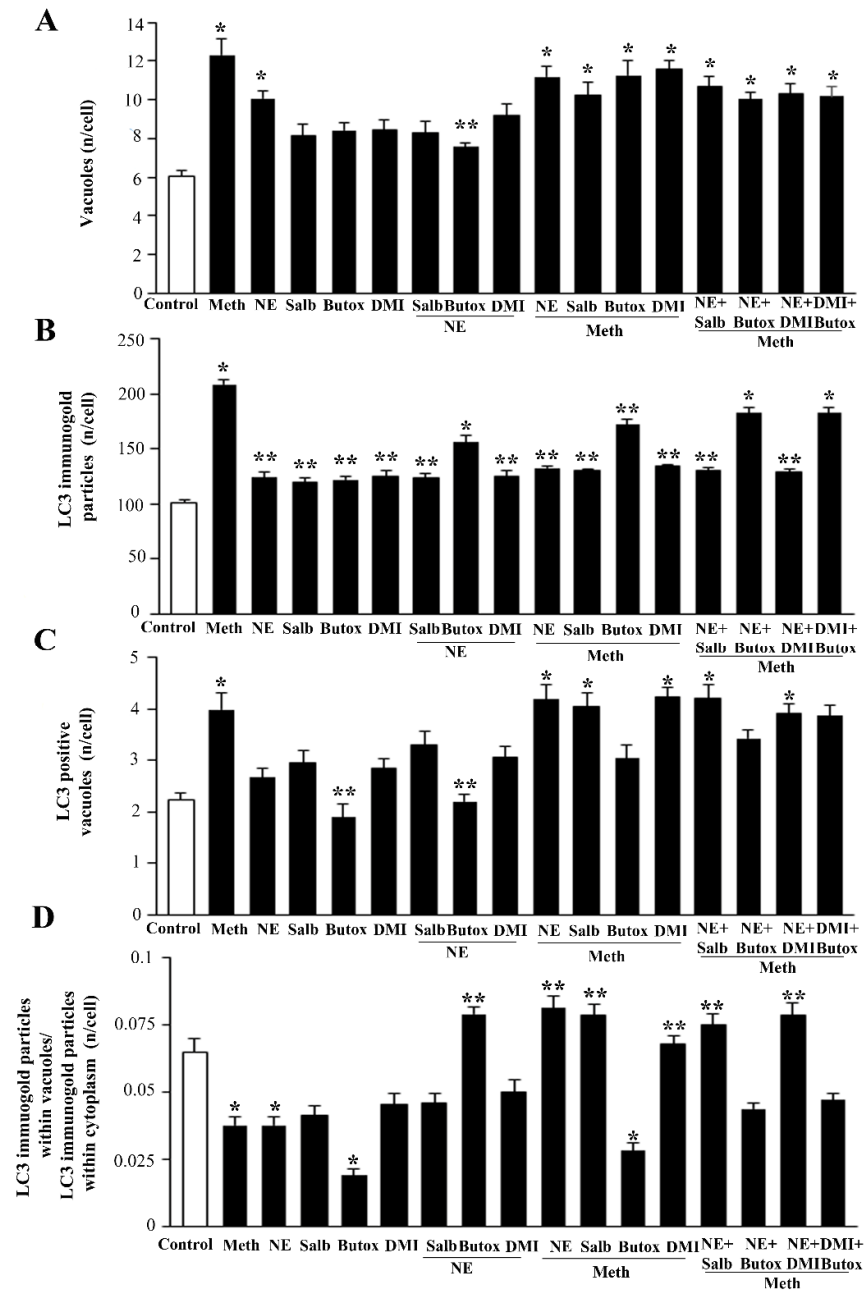 A
Vacuoles (n/cell)
14
12
10
8
6
4
2
0
* * ** * * * * * * * *
Control Meth NE Salb Butox DMI Salb Butox DMI NE Salb Butox DMI NE+ NE+ NE+ DMI+
Salb Butox DMI Butox
NE Meth Meth
B
LC3 immunogold
particles (n/cell)
250
200
150
100
50
0
* ** ** ** ** ** * ** ** ** ** ** ** * ** *
Control Meth NE Salb Butox DMI Salb Butox DMI NE Salb Butox DMI NE+ NE+ NE+ DMI+
Salb Butox DMI Butox
NE Meth Meth
C
LC3 positive
vacuoles (n/cell)
5
4
3
2
1
0
* ** ** * * * * *
Control Meth NE Salb Butox DMI Salb Butox DMI NE Salb Butox DMI NE+ NE+ NE+ DMI+
Salb Butox DMI Butox
NE Meth Meth
D
LC3 immuogold particles
within vacuoles/
LC3 immunogold particles
within cytoplasm (n/cell)
0.1
0.075
0.05
0.025
0
* * * ** ** ** * ** ** **
Control Meth NE Salb Butox DMI Salb Butox DMI NE Salb Butox DMI NE+ NE+ NE+ DMI+
Salb Butox DMI Butox
NE Meth Meth